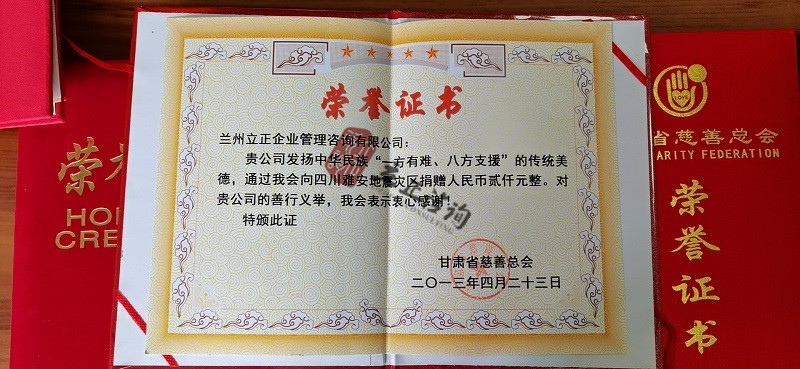 荣誉证书
兰州立正企业管理咨询有限公司：
贵公司发扬中华民族“一方有难、八方支援”的传统美
德，通过我会向四川雅安地震灾区捐赠人民币贰仟元整。对
贵公司的善行义举，我会表示衷心感谢！
特颁此证
甘肃省慈善总会
二〇一三年四月二十三日
荣
HO
CRE
LOVE
省慈善总会
ARITY FEDERATION
荣誉证书